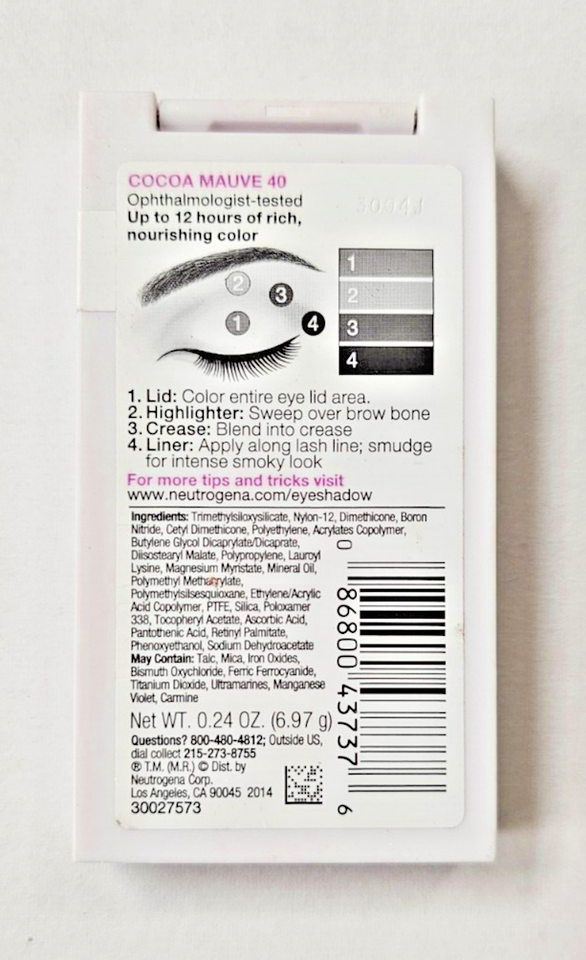 COCOA MAUVE 40
Ophthalmologist-tested
Up to 12 hours of rich,
nourishing color
2
3
1
4
1
2
3
4
1. Lid: Color entire eye lid area.
2. Highlighter: Sweep over brow bone
3. Crease: Blend into crease
4. Liner: Apply along lash line; smudge
for intense smoky look
For more tips and tricks visit
www.neutrogena.com/eyeshadow
Ingredients: Trimethylsiloxysilicate, Nylon-12, Dimethicone, Boron
Nitride, Cetyl Dimethicone, Polyethylene, Acrylates Copolymer,
Butylene Glycol Dicaprylate/Dicaprate,
Diisostearyl Malate, Polypropylene, Lauroyl
Lysine, Magnesium Myristate, Mineral Oil,
Polymethyl Methacrylate,
Polymethylsilsesquioxane, Ethylene/Acrylic
Acid Copolymer, PTFE, Silica, Poloxamer
338, Tocopheryl Acetate, Ascorbic Acid,
Pantothenic Acid, Retinyl Palmitate,
Phenoxyethanol, Sodium Dehydroacetate
May Contain: Talc, Mica, Iron Oxides,
Bismuth Oxychloride, Ferric Ferrocyanide,
Titanium Dioxide, Ultramarines, Manganese
Violet, Carmine
Net WT. 0.24 OZ. (6.97 g)
Questions? 800-480-4812; Outside US,
dial collect 215-273-8755
® T.M. (M.R.) © Dist. by
Neutrogena Corp.
Los Angeles, CA 90045 2014
30027573
0 86800 43737 6